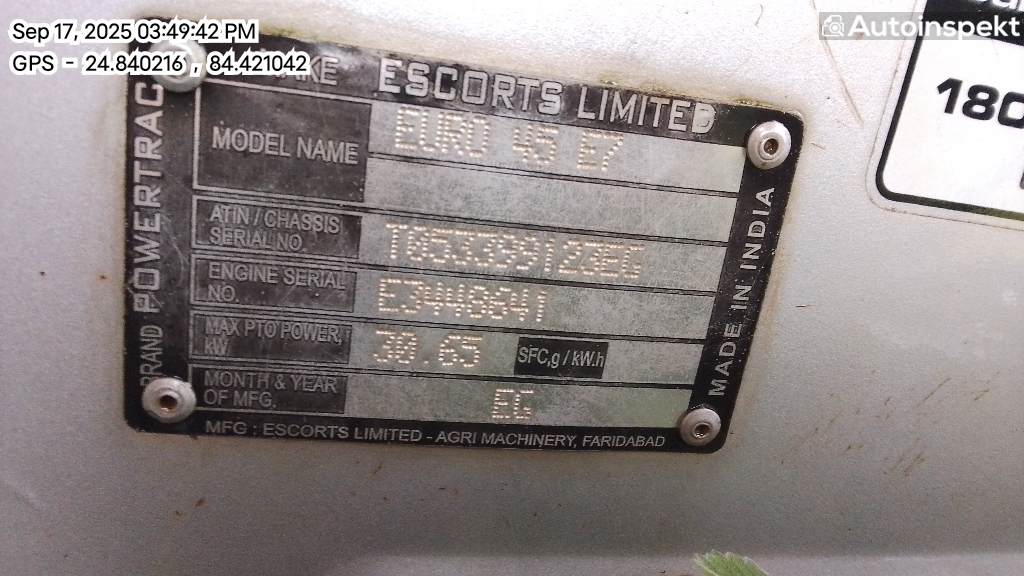 Sep 17, 2025 03:49:42 PM
GPS - 24.840216 , 84.421042
Autoinspekt
180
ESCORTS LIMITED
BRAND POWERTRAC
MODEL NAME EURO 45 E7
ATIN / CHASSIS
SERIAL NO. T053399123EG
ENGINE SERIAL
NO. E3448641
MAX PTO POWER,
kW 30.65 SFC,g / kW.h
MONTH & YEAR
OF MFG. EG
MADE IN INDIA
MFG : ESCORTS LIMITED - AGRI MACHINERY, FARIDABAD